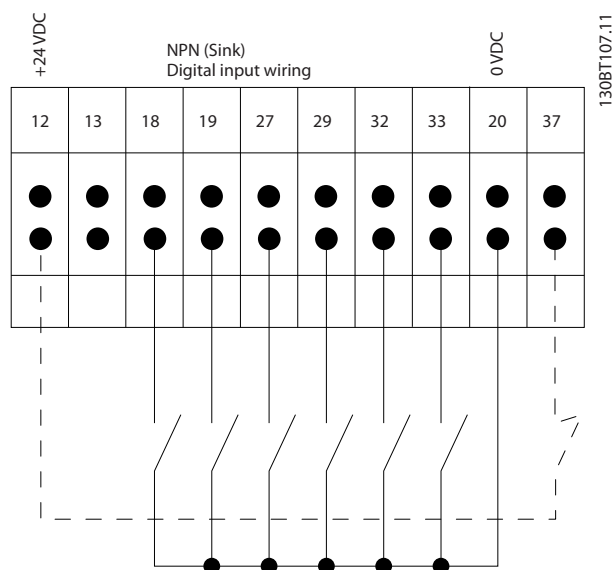 +24 VDC
NPN (Sink)
Digital input wiring
0 VDC
130BT107.11
12 13 18 19 27 29 32 33 20 37